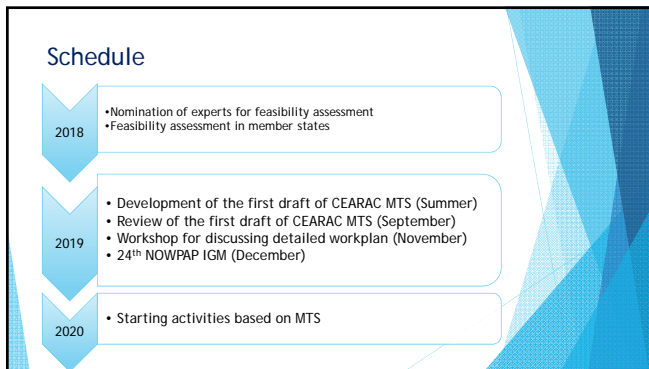 Schedule
2018
•Nomination of experts for feasibility assessment
•Feasibility assessment in member states
2019
• Development of the first draft of CEARAC MTS (Summer)
• Review of the first draft of CEARAC MTS (September)
• Workshop for discussing detailed workplan (November)
• 24th NOWPAP IGM (December)
2020
• Starting activities based on MTS